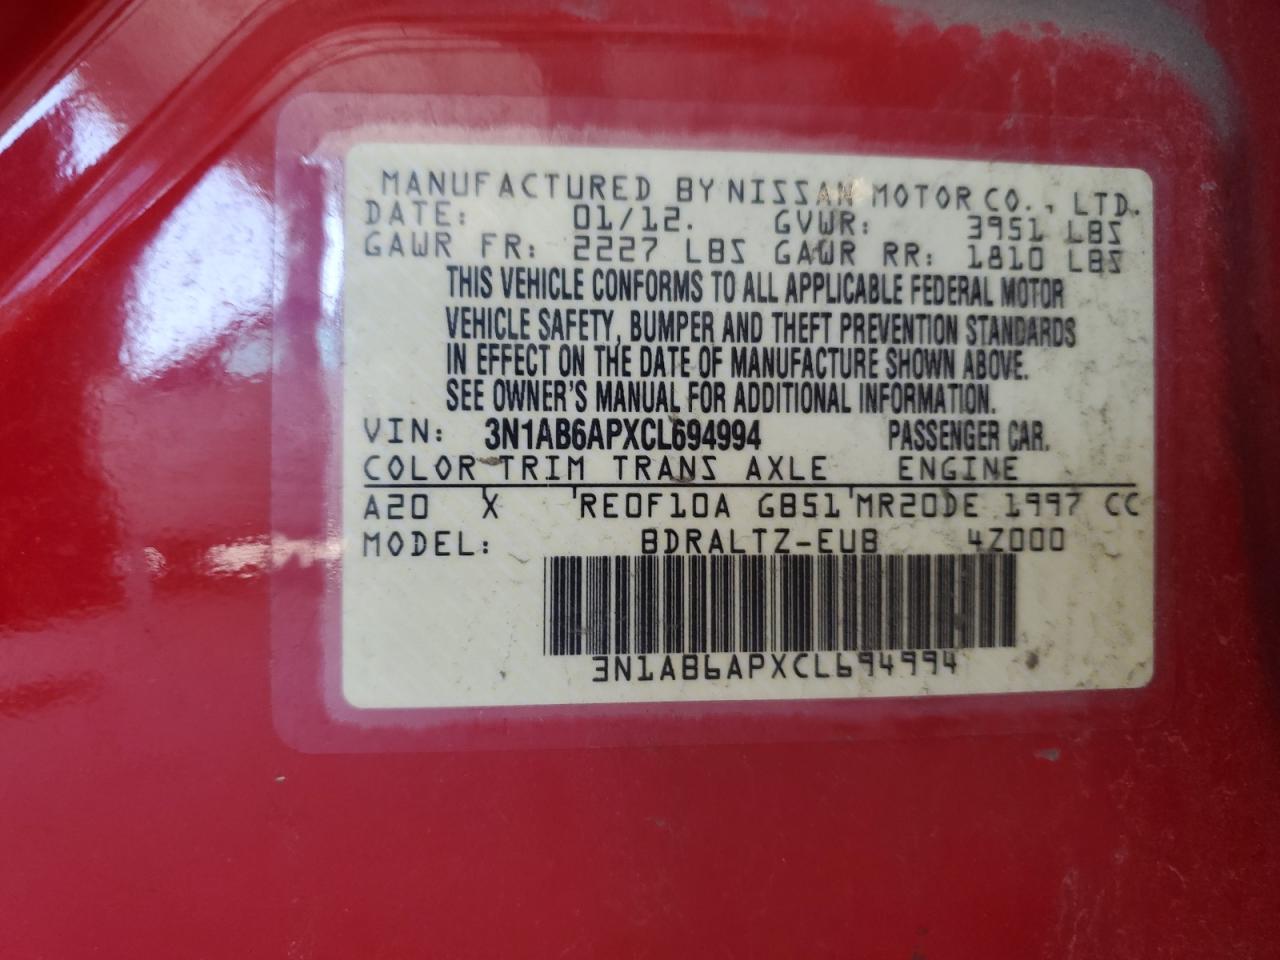 MANUFACTURED BY NISSAN MOTOR CO., LTD.
DATE: 01/12. GVWR: 3951 LBS
GAWR FR: 2227 LBS GAWR RR: 1810 LBS
THIS VEHICLE CONFORMS TO ALL APPLICABLE FEDERAL MOTOR
VEHICLE SAFETY, BUMPER AND THEFT PREVENTION STANDARDS
IN EFFECT ON THE DATE OF MANUFACTURE SHOWN ABOVE.
SEE OWNER'S MANUAL FOR ADDITIONAL INFORMATION.
VIN: 3N1AB6APXCL694994 PASSENGER CAR.
COLOR TRIM TRANS AXLE ENGINE
A20 X RE0F10A GB51 MR20DE 1997 CC
MODEL: BDRALTZ-EUB 4Z000
3N1AB6APXCL694994